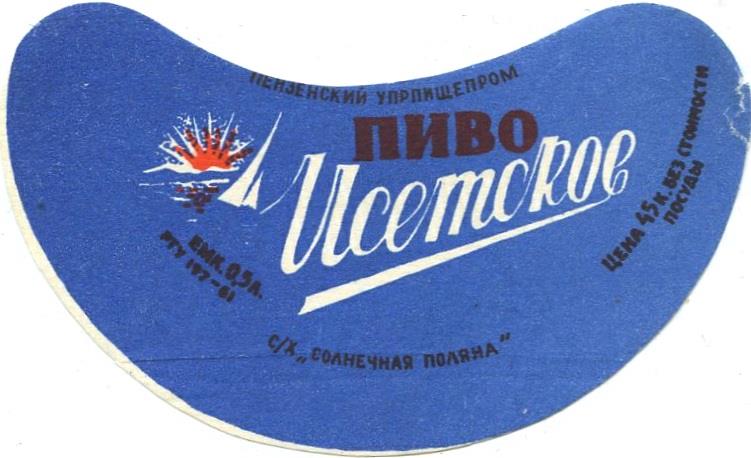 ПЕНЗЕНСКИЙ УПРПИЩЕПРОМ
ПИВО
Исетское
ЕМК. 0,5 Л.
РТУ 197-61
ЦЕНА 45 К. БЕЗ СТОИМОСТИ
ПОСУДЫ
С/Х „СОЛНЕЧНАЯ ПОЛЯНА"